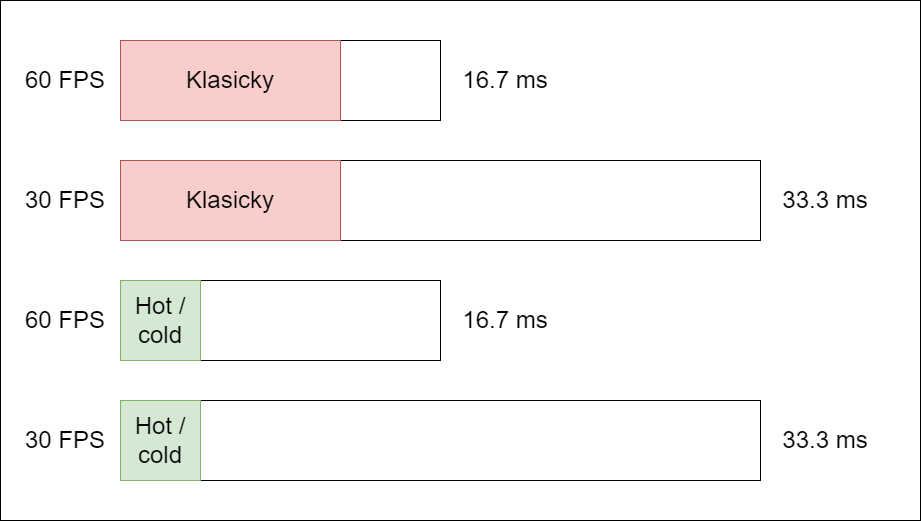 60 FPS
Klasicky
16.7 ms
30 FPS
Klasicky
33.3 ms
60 FPS
Hot /
cold
16.7 ms
30 FPS
Hot /
cold
33.3 ms